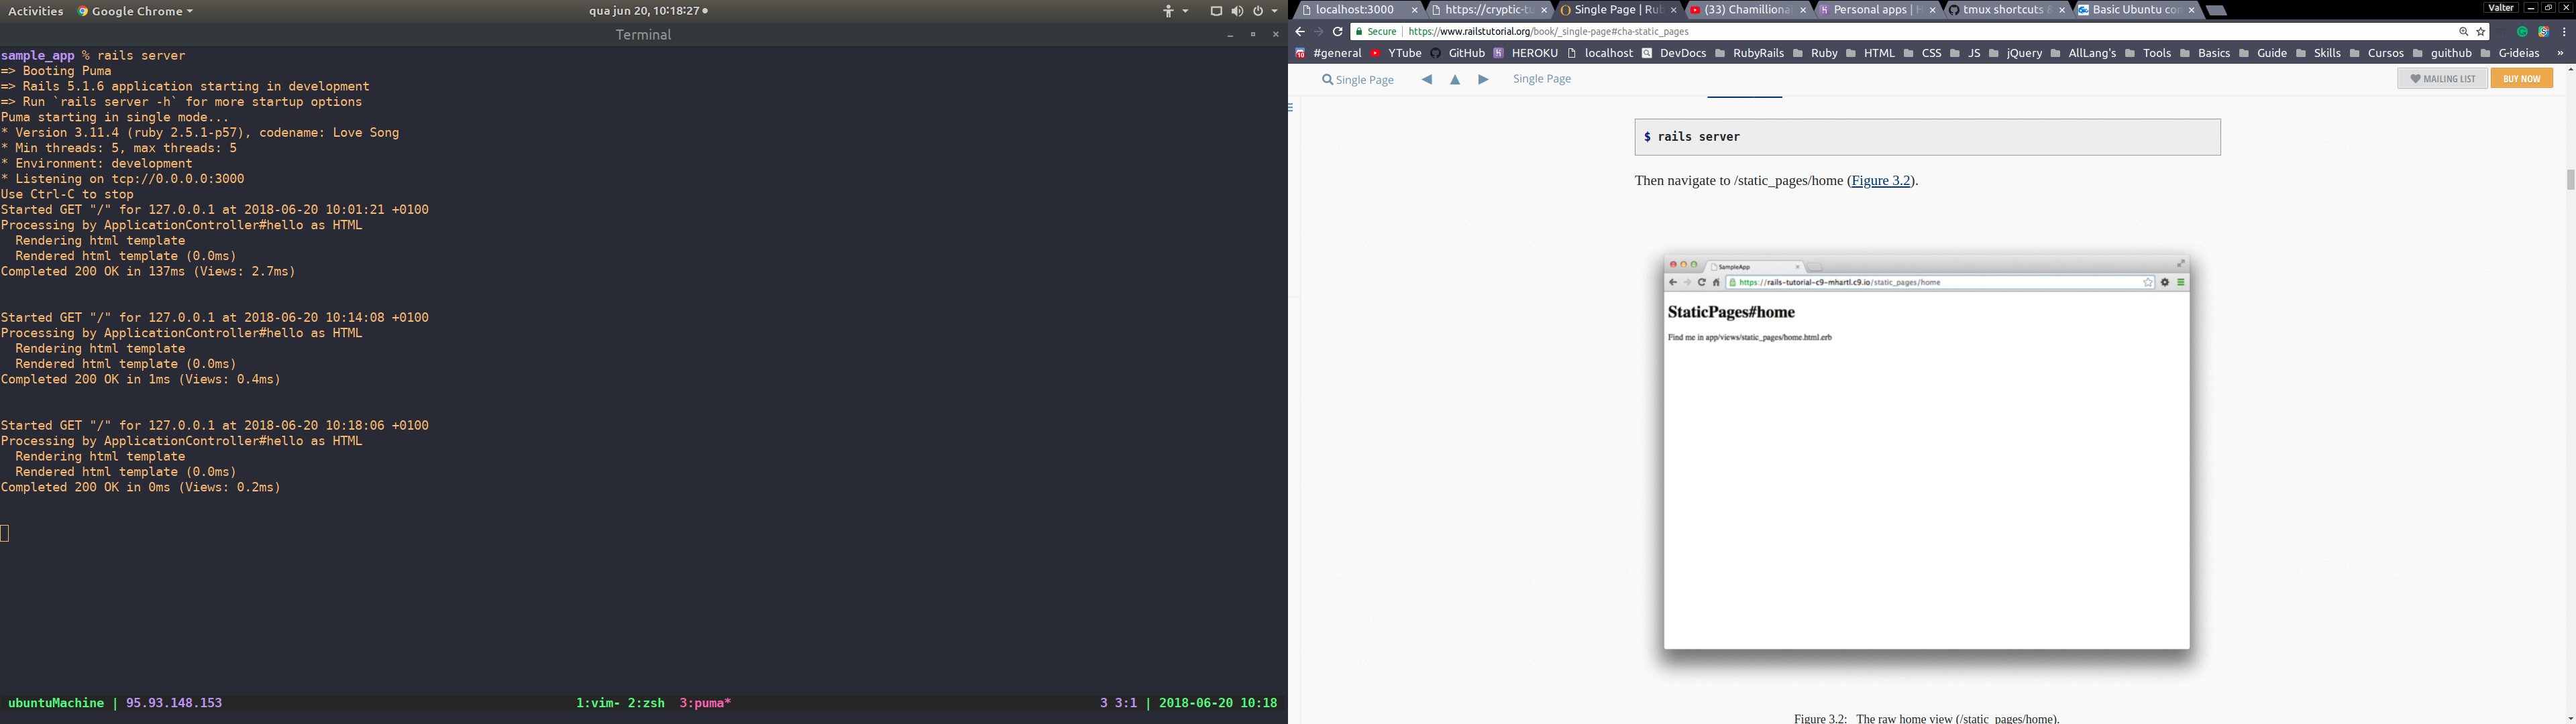 Activities Google Chrome qua jun 20, 10:18:27
Terminal
sample_app % rails server
=> Booting Puma
=> Rails 5.1.6 application starting in development
=> Run `rails server -h` for more startup options
Puma starting in single mode...
* Version 3.11.4 (ruby 2.5.1-p57), codename: Love Song
* Min threads: 5, max threads: 5
* Environment: development
* Listening on tcp://0.0.0.0:3000
Use Ctrl-C to stop
Started GET "/" for 127.0.0.1 at 2018-06-20 10:01:21 +0100
Processing by ApplicationController#hello as HTML
Rendering html template
Rendered html template (0.0ms)
Completed 200 OK in 137ms (Views: 2.7ms)
Started GET "/" for 127.0.0.1 at 2018-06-20 10:14:08 +0100
Processing by ApplicationController#hello as HTML
Rendering html template
Rendered html template (0.0ms)
Completed 200 OK in 1ms (Views: 0.4ms)
Started GET "/" for 127.0.0.1 at 2018-06-20 10:18:06 +0100
Processing by ApplicationController#hello as HTML
Rendering html template
Rendered html template (0.0ms)
Completed 200 OK in 0ms (Views: 0.2ms)
ubuntuMachine | 95.93.148.153 1:vim- 2:zsh 3:puma* 3 3:1 | 2018-06-20 10:18
localhost:3000 https://cryptic-tu Single Page | Rub (33) Chamilliona Personal apps | H tmux shortcuts & Basic Ubuntu con Valter
Secure https://www.railstutorial.org/book/_single-page#cha-static_pages
#general YTube GitHub HEROKU localhost DevDocs RubyRails Ruby HTML CSS JS jQuery AllLang's Tools Basics Guide Skills Cursos guithub G-ideias »
Single Page Single Page MAILING LIST BUY NOW
$ rails server
Then navigate to /static_pages/home (Figure 3.2).
SampleApp
https://rails-tutorial-c9-mhartl.c9.io/static_pages/home
StaticPages#home
Find me in app/views/static_pages/home.html.erb
Figure 3.2: The raw home view (/static_pages/home).